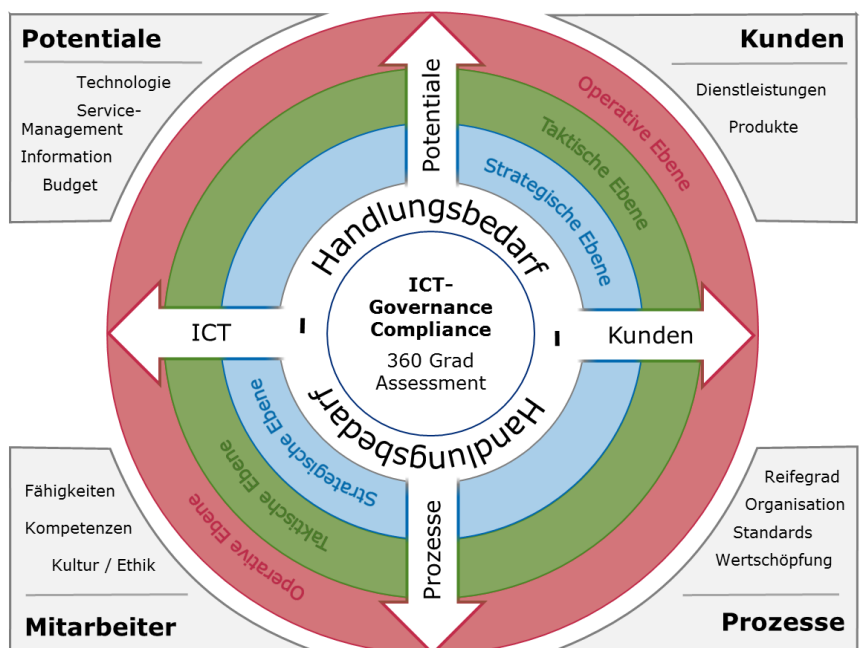 Potentiale
Technologie
Service-
Management
Information
Budget
Kunden
Dienstleistungen
Produkte
Operative Ebene
Taktische Ebene
Strategische Ebene
Potentiale
Handlungsbedarf
ICT-
Governance
Compliance
360 Grad
Assessment
ICT
-
-
Kunden
Handlungsbedarf
Prozesse
Strategische Ebene
Taktische Ebene
Operative Ebene
Fähigkeiten
Kompetenzen
Kultur / Ethik
Mitarbeiter
Reifegrad
Organisation
Standards
Wertschöpfung
Prozesse